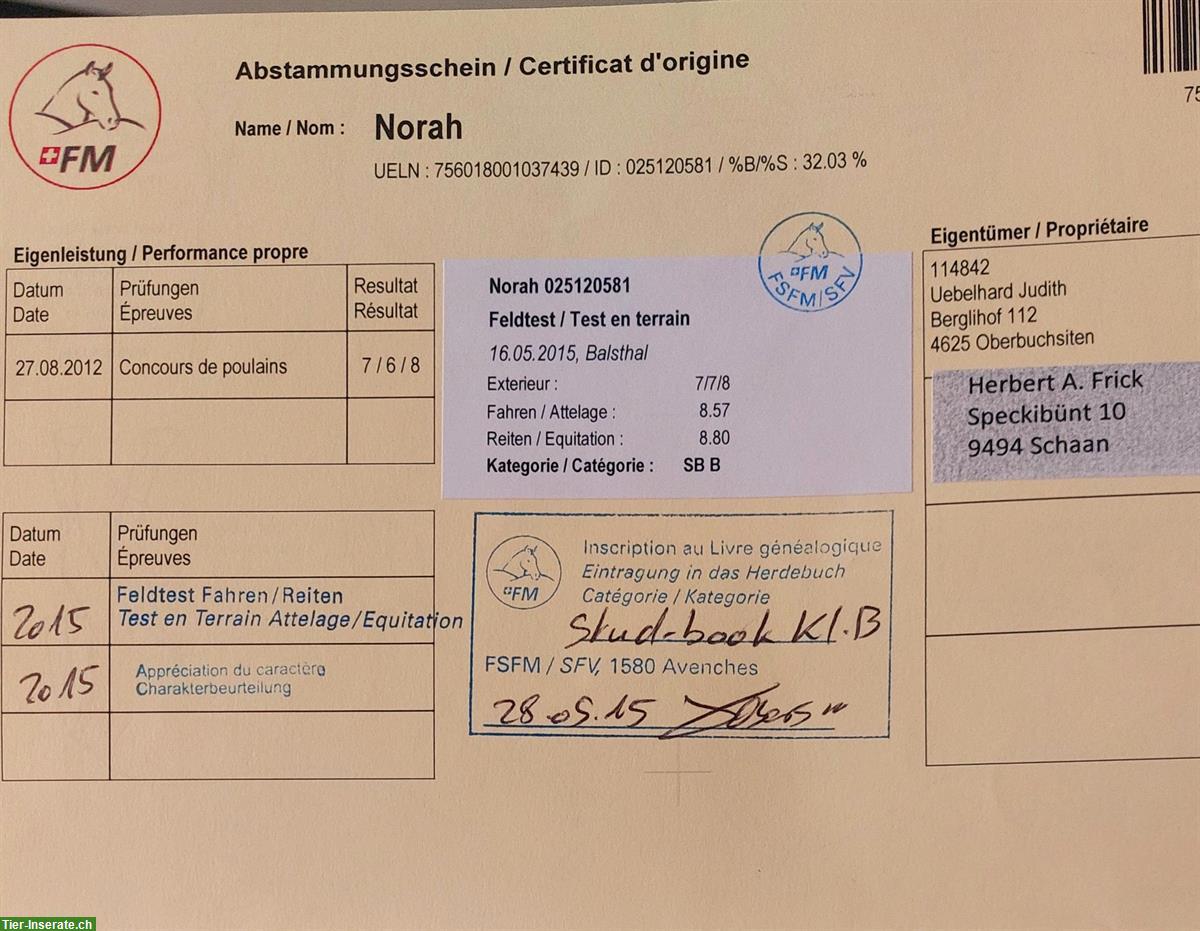 Abstammungsschein / Certificat d'origine
FM
Name / Nom : Norah
75
UELN : 756018001037439 / ID : 025120581 / %B/%S : 32.03 %
Eigenleistung / Performance propre
Datum
Date
Prüfungen
Épreuves
Resultat
Résultat
27.08.2012 Concours de poulains 7 / 6 / 8
FM
FSFM/SFV
Norah 025120581
Feldtest / Test en terrain
16.05.2015, Balsthal
Exterieur : 7/7/8
Fahren / Attelage : 8.57
Reiten / Equitation : 8.80
Kategorie / Catégorie : SB B
Eigentümer / Propriétaire
114842
Uebelhard Judith
Berglihof 112
4625 Oberbuchsiten
Herbert A. Frick
Speckibünt 10
9494 Schaan
Datum
Date
Prüfungen
Épreuves
2015
Feldtest Fahren/Reiten
Test en Terrain Attelage/Equitation
2015
Appréciation du caractère
Charakterbeurteilung
FM
Inscription au Livre généalogique
Eintragung in das Herdebuch
Catégorie / Kategorie
Stud-book Kl.B
FSFM / SFV, 1580 Avenches
28.05.15
Tier-Inserate.ch